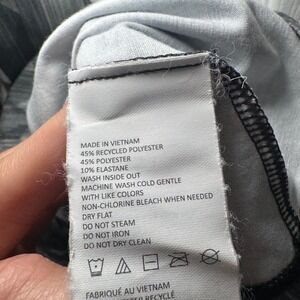 MADE IN VIETNAM
45% RECYCLED POLYESTER
45% POLYESTER
10% ELASTANE
WASH INSIDE OUT
MACHINE WASH COLD GENTLE
WITH LIKE COLORS
NON-CHLORINE BLEACH WHEN NEEDED
DRY FLAT
DO NOT STEAM
DO NOT IRON
DO NOT DRY CLEAN
FABRIQUÉ AU VIETNAM
POLYESTER RECYCLÉ